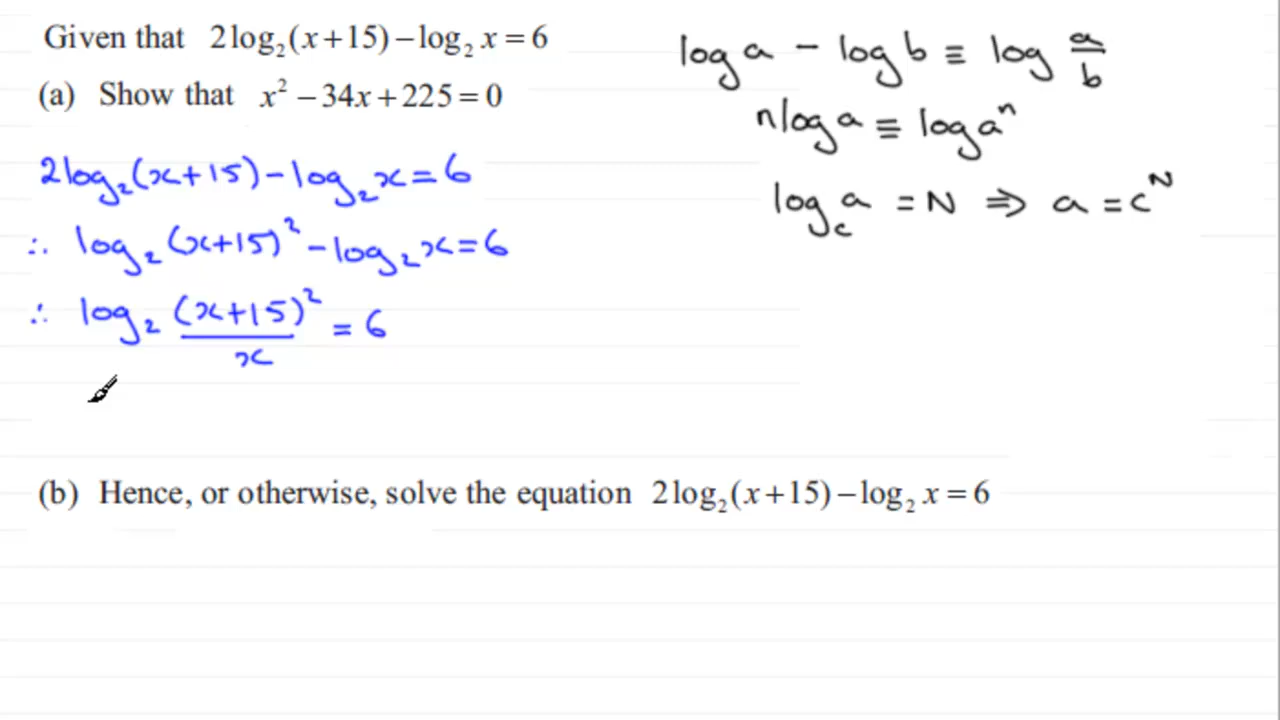 Given that 2log₂(x+15)−log₂x=6
(a) Show that x²−34x+225=0
2log₂(x+15)−log₂x=6
∴ log₂(x+15)²−log₂x=6
∴ log₂ (x+15)²/x = 6
log a − log b ≡ log a/b
n log a ≡ log aⁿ
log_c a = N ⇒ a = c^N
(b) Hence, or otherwise, solve the equation 2log₂(x+15)−log₂x=6